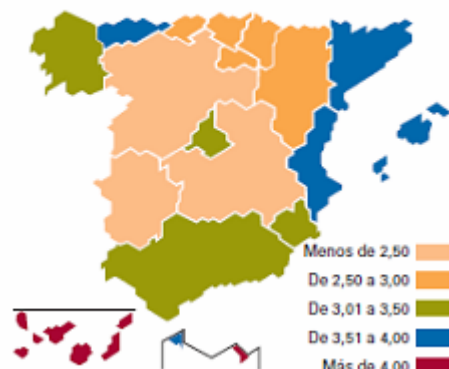 Menos de 2,50
De 2,50 a 3,00
De 3,01 a 3,50
De 3,51 a 4,00
Más de 4,00